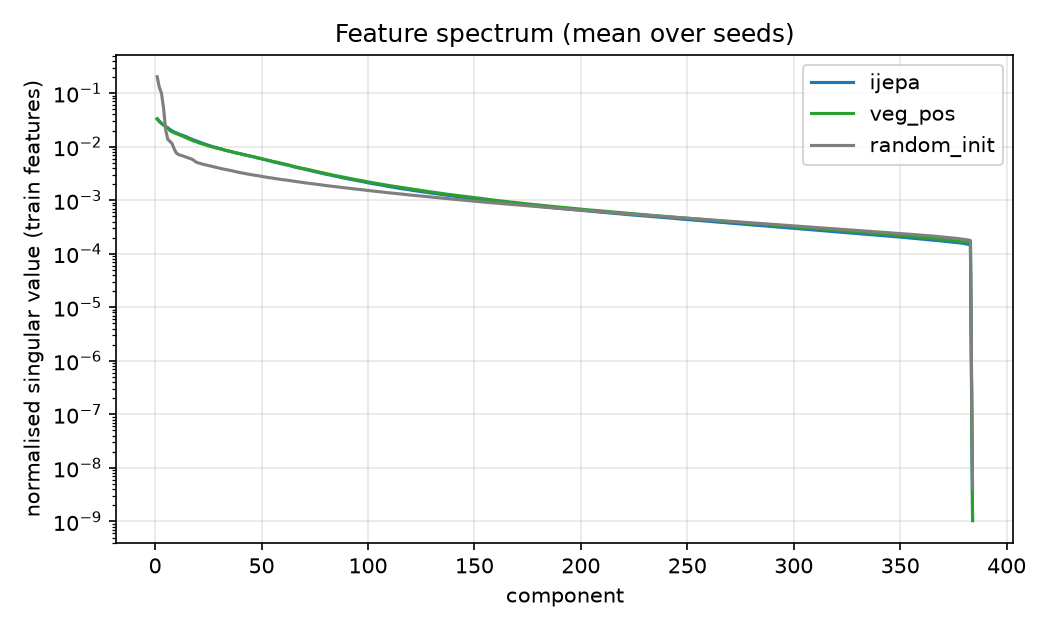 Feature spectrum (mean over seeds)
normalised singular value (train features)
10⁻¹
10⁻²
10⁻³
10⁻⁴
10⁻⁵
10⁻⁶
10⁻⁷
10⁻⁸
10⁻⁹
ijepa
veg_pos
random_init
0 50 100 150 200 250 300 350 400
component